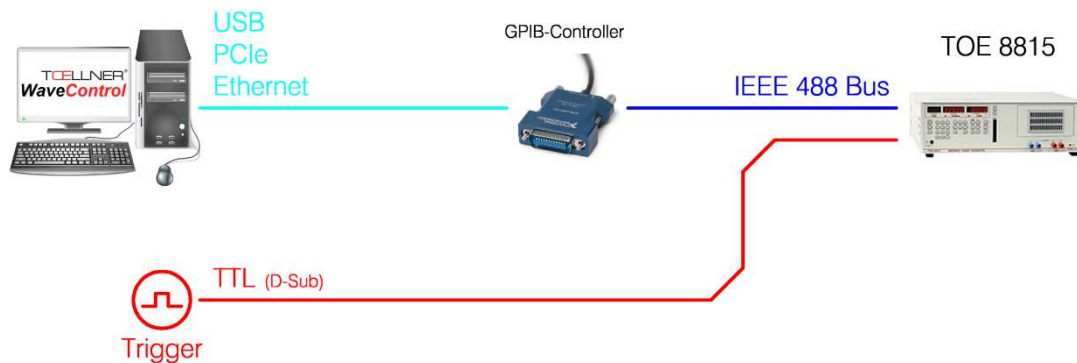 USB
PCIe
Ethernet
GPIB-Controller
TOE 8815
TOELLNER®
WaveControl
IEEE 488 Bus
TTL (D-Sub)
Trigger